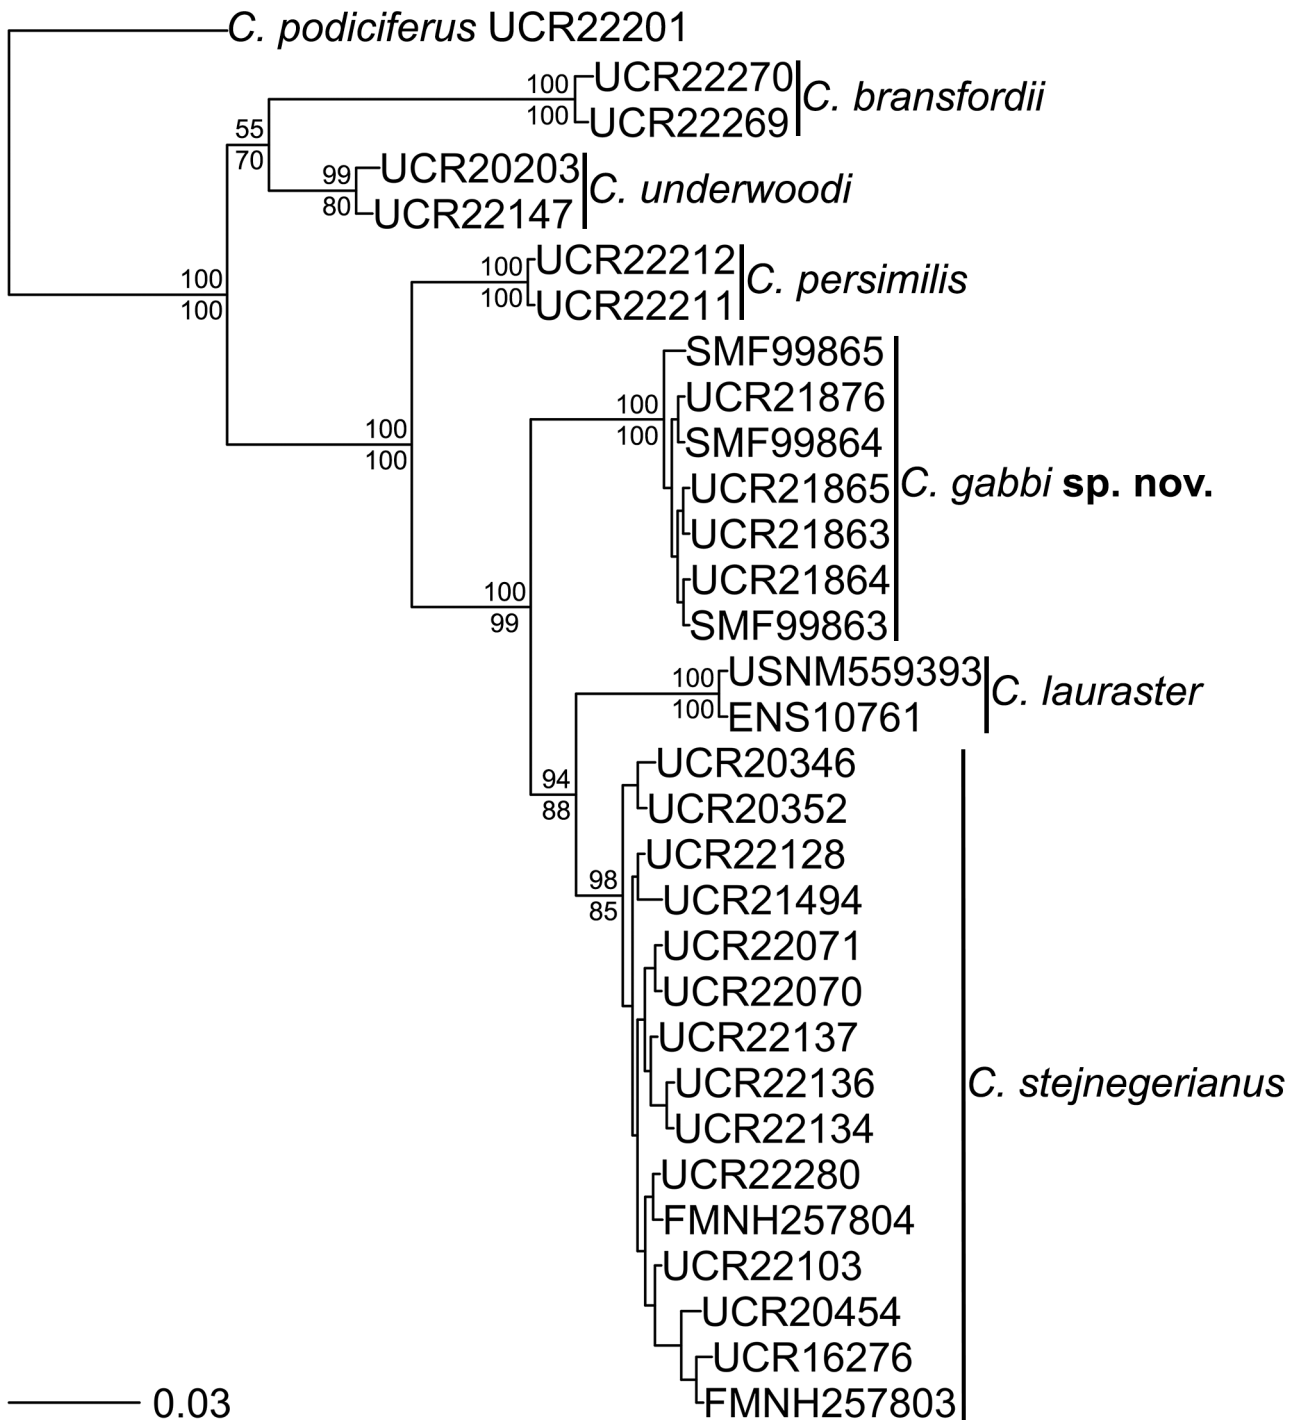 C. podiciferus UCR22201
100 UCR22270
100 UCR22269
C. bransfordii
55
70
99 UCR20203
80 UCR22147
C. underwoodi
100
100
100 UCR22212
100 UCR22211
C. persimilis
SMF99865
100 UCR21876
100 SMF99864
UCR21865
UCR21863
UCR21864
SMF99863
C. gabbi sp. nov.
100
100
100
99
100 USNM559393
100 ENS10761
C. lauraster
94
88
UCR20346
UCR20352
UCR22128
98
85
UCR21494
UCR22071
UCR22070
UCR22137
UCR22136
UCR22134
UCR22280
FMNH257804
UCR22103
UCR20454
UCR16276
FMNH257803
C. stejnegerianus
0.03